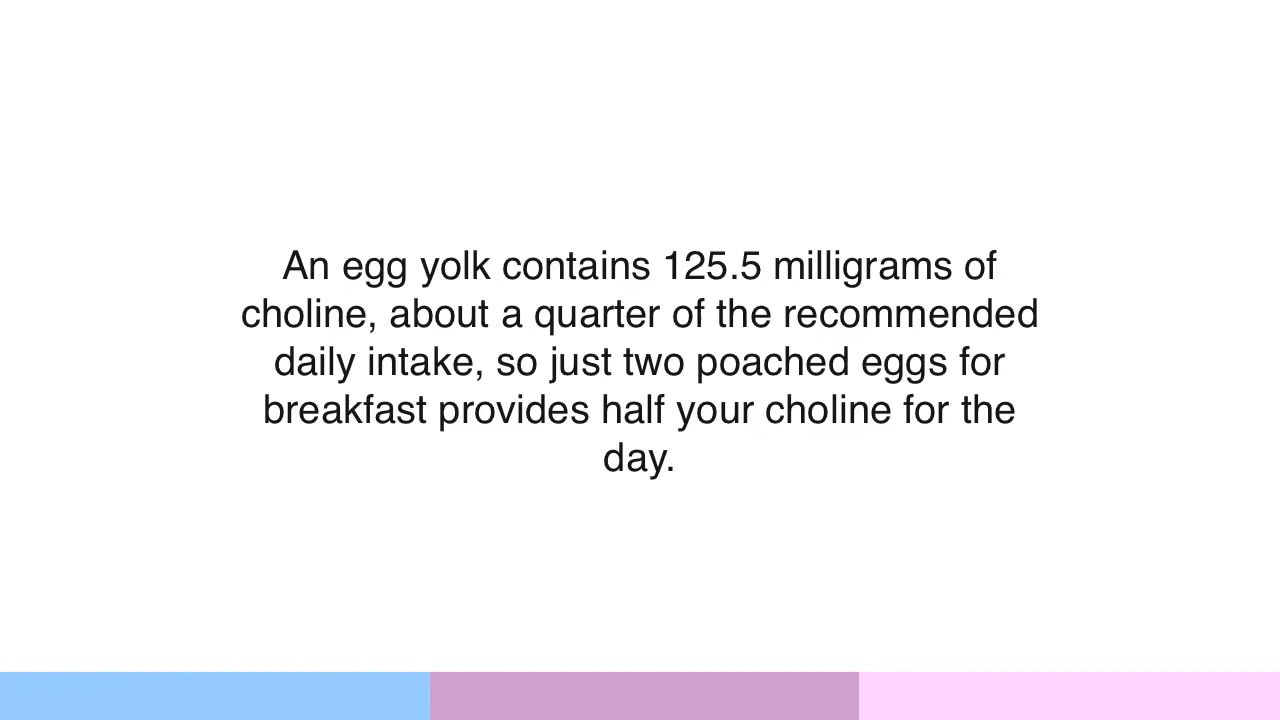 An egg yolk contains 125.5 milligrams of
choline, about a quarter of the recommended
daily intake, so just two poached eggs for
breakfast provides half your choline for the
day.